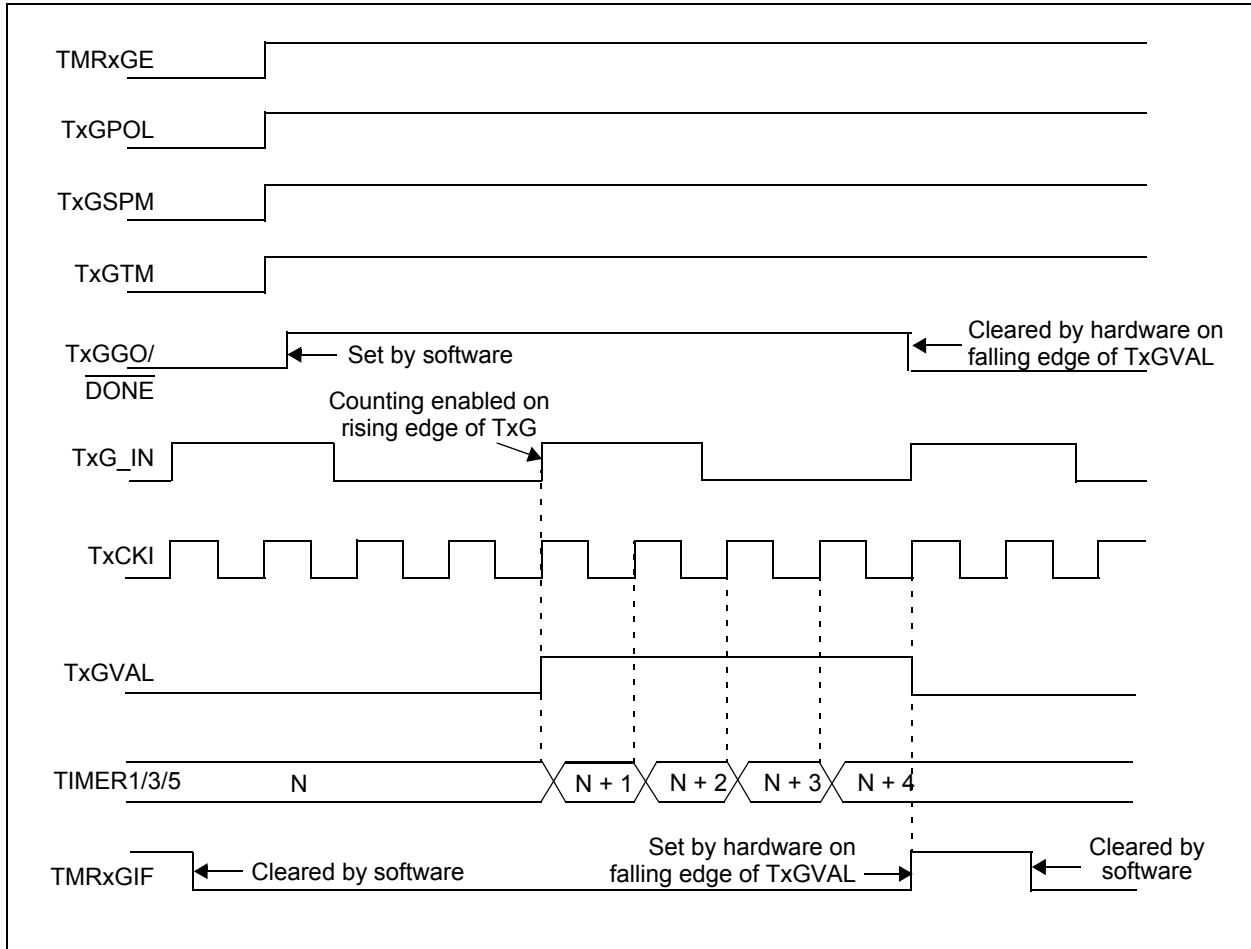 TMRxGE
TxGPOL
TxGSPM
TxGTM
TxGGO/
DONE
Set by software
Cleared by hardware on
falling edge of TxGVAL
Counting enabled on
rising edge of TxG
TxG_IN
TxCKI
TxGVAL
TIMER1/3/5
N
N + 1
N + 2
N + 3
N + 4
TMRxGIF
Cleared by software
Set by hardware on
falling edge of TxGVAL
Cleared by
software